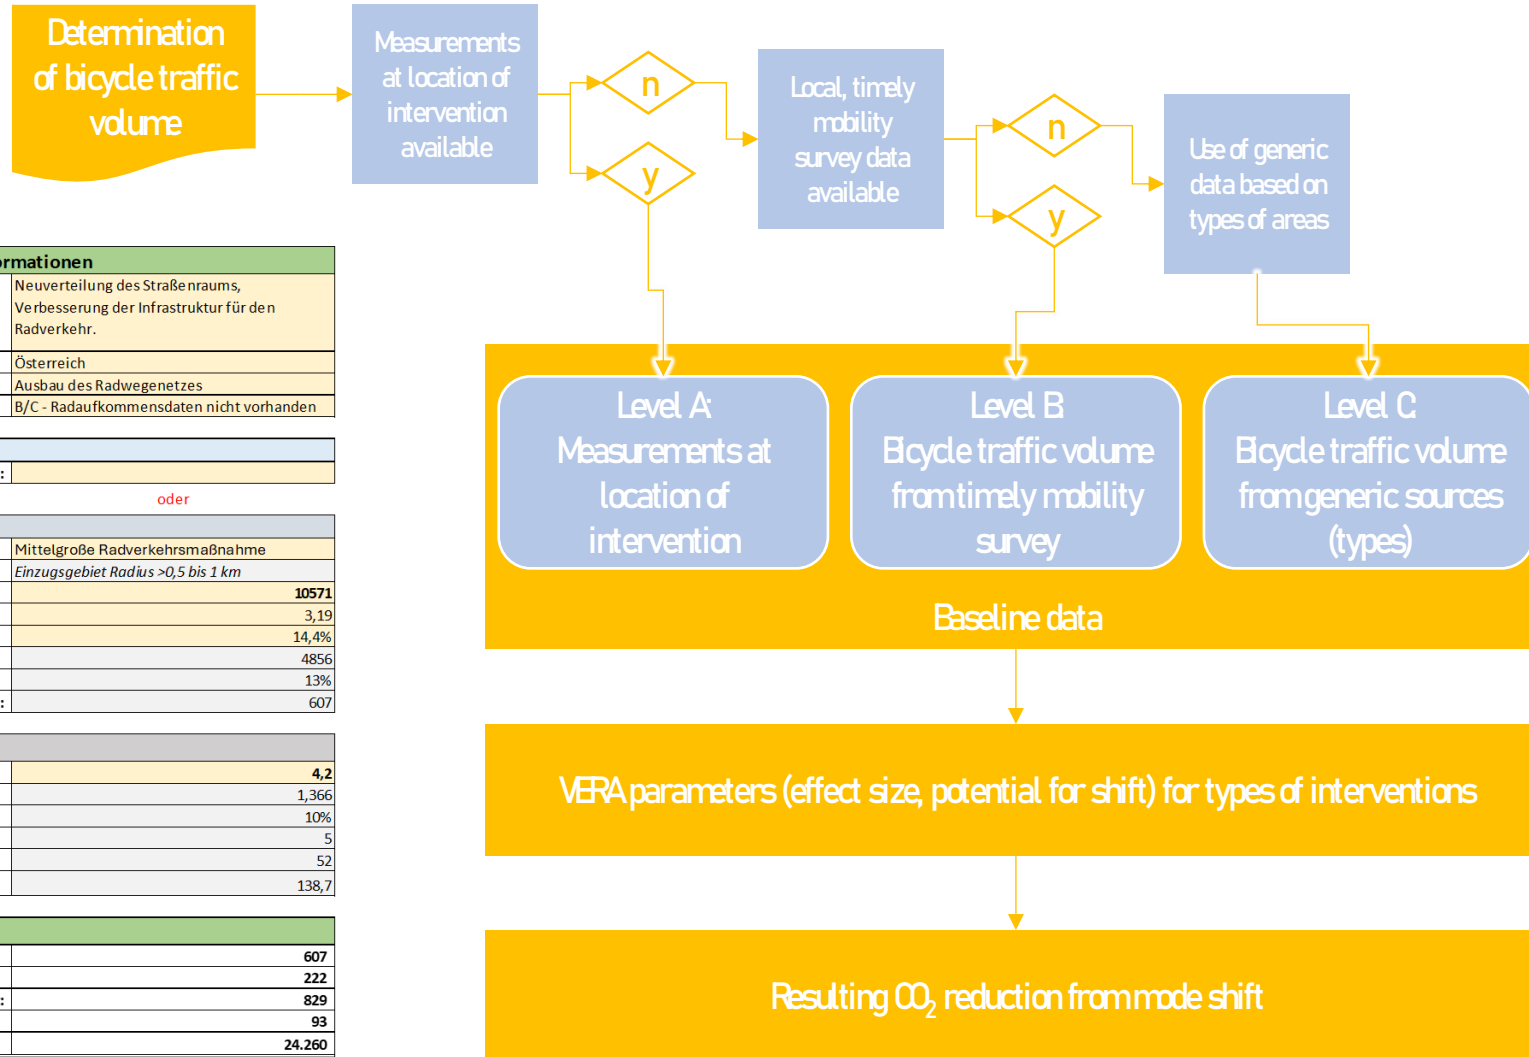 Determination
of bicycle traffic
volume
Measurements
at location of
intervention
available
n
y
Local, timely
mobility
survey data
available
n
y
Use of generic
data based on
types of areas
Level A:
Measurements at
location of
intervention
Level B:
Bicycle traffic volume
from timely mobility
survey
Level C:
Bicycle traffic volume
from generic sources
(types)
Baseline data
VERA parameters (effect size, potential for shift) for types of interventions
Resulting CO₂ reduction from mode shift
ormationen
Neuverteilung des Straßenraums,
Verbesserung der Infrastruktur für den
Radverkehr.
Österreich
Ausbau des Radwegenetzes
B/C - Radaufkommensdaten nicht vorhanden
:
oder
Mittelgroße Radverkehrsmaßnahme
Einzugsgebiet Radius >0,5 bis 1 km
10571
3,19
14,4%
4856
13%
: 607
4,2
1,366
10%
5
52
138,7
607
222
: 829
93
24.260